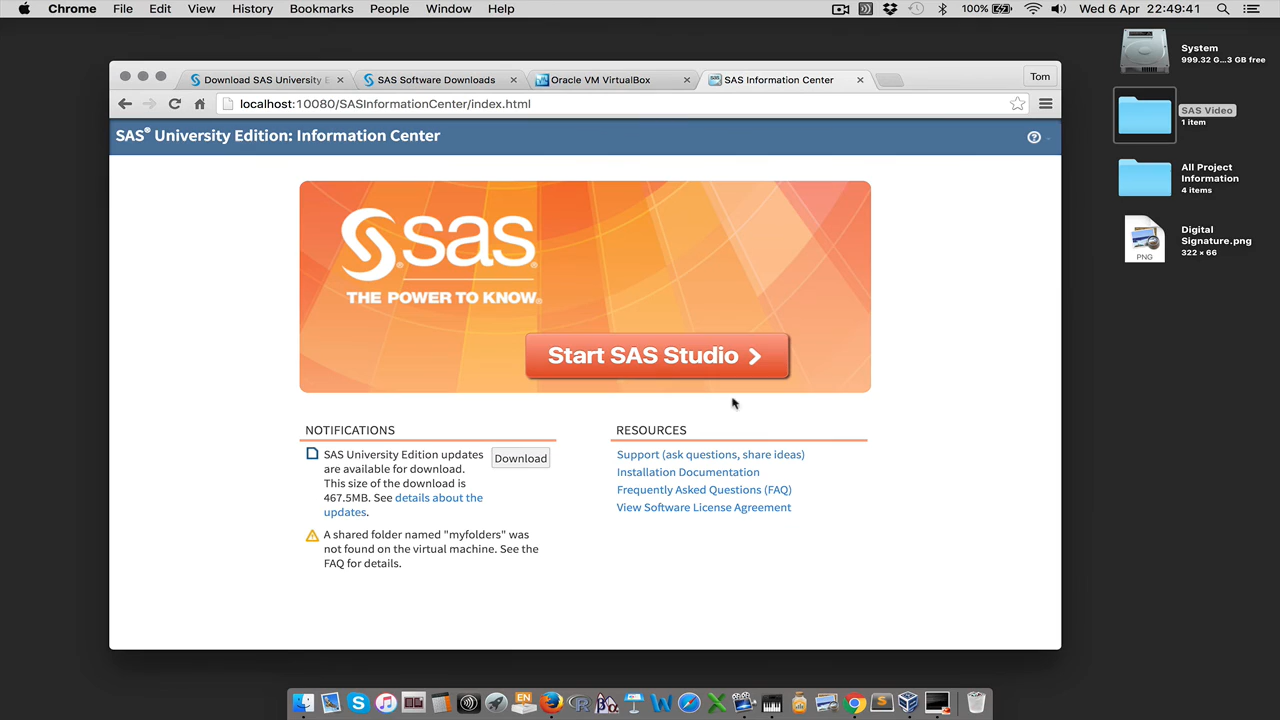 Chrome File Edit View History Bookmarks People Window Help 100% Wed 6 Apr 22:49:41
System
999.32 G...3 GB free
SAS Video
1 item
All Project
Information
4 items
Digital
Signature.png
322 × 66
PNG
Download SAS University E
SAS Software Downloads
Oracle VM VirtualBox
SAS Information Center
Tom
localhost:10080/SASInformationCenter/index.html
SAS® University Edition: Information Center
sas
THE POWER TO KNOW®
Start SAS Studio
NOTIFICATIONS
SAS University Edition updates
are available for download.
This size of the download is
467.5MB. See details about the
updates.
Download
A shared folder named "myfolders" was
not found on the virtual machine. See the
FAQ for details.
RESOURCES
Support (ask questions, share ideas)
Installation Documentation
Frequently Asked Questions (FAQ)
View Software License Agreement
EN